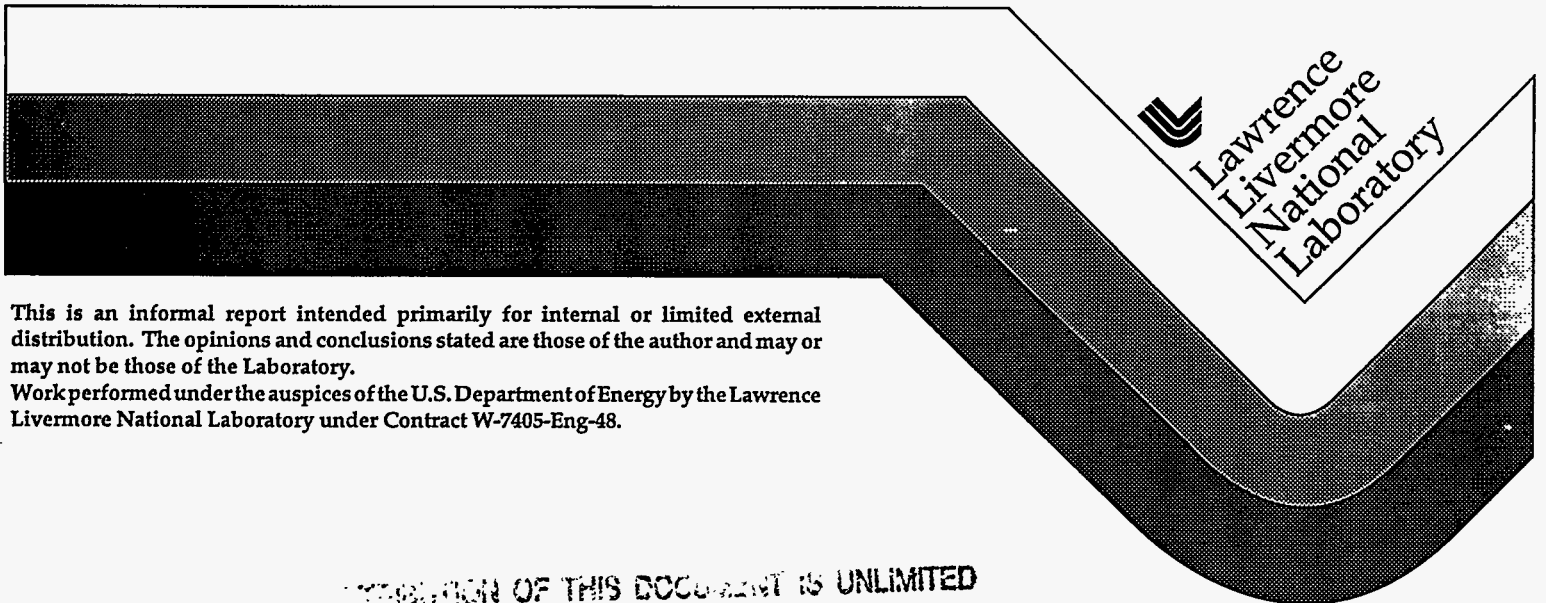 Lawrence
Livermore
National
Laboratory
This is an informal report intended primarily for internal or limited external
distribution. The opinions and conclusions stated are those of the author and may or
may not be those of the Laboratory.
Work performed under the auspices of the U.S. Department of Energy by the Lawrence
Livermore National Laboratory under Contract W-7405-Eng-48.
OF THIS DOCUMENT IS UNLIMITED